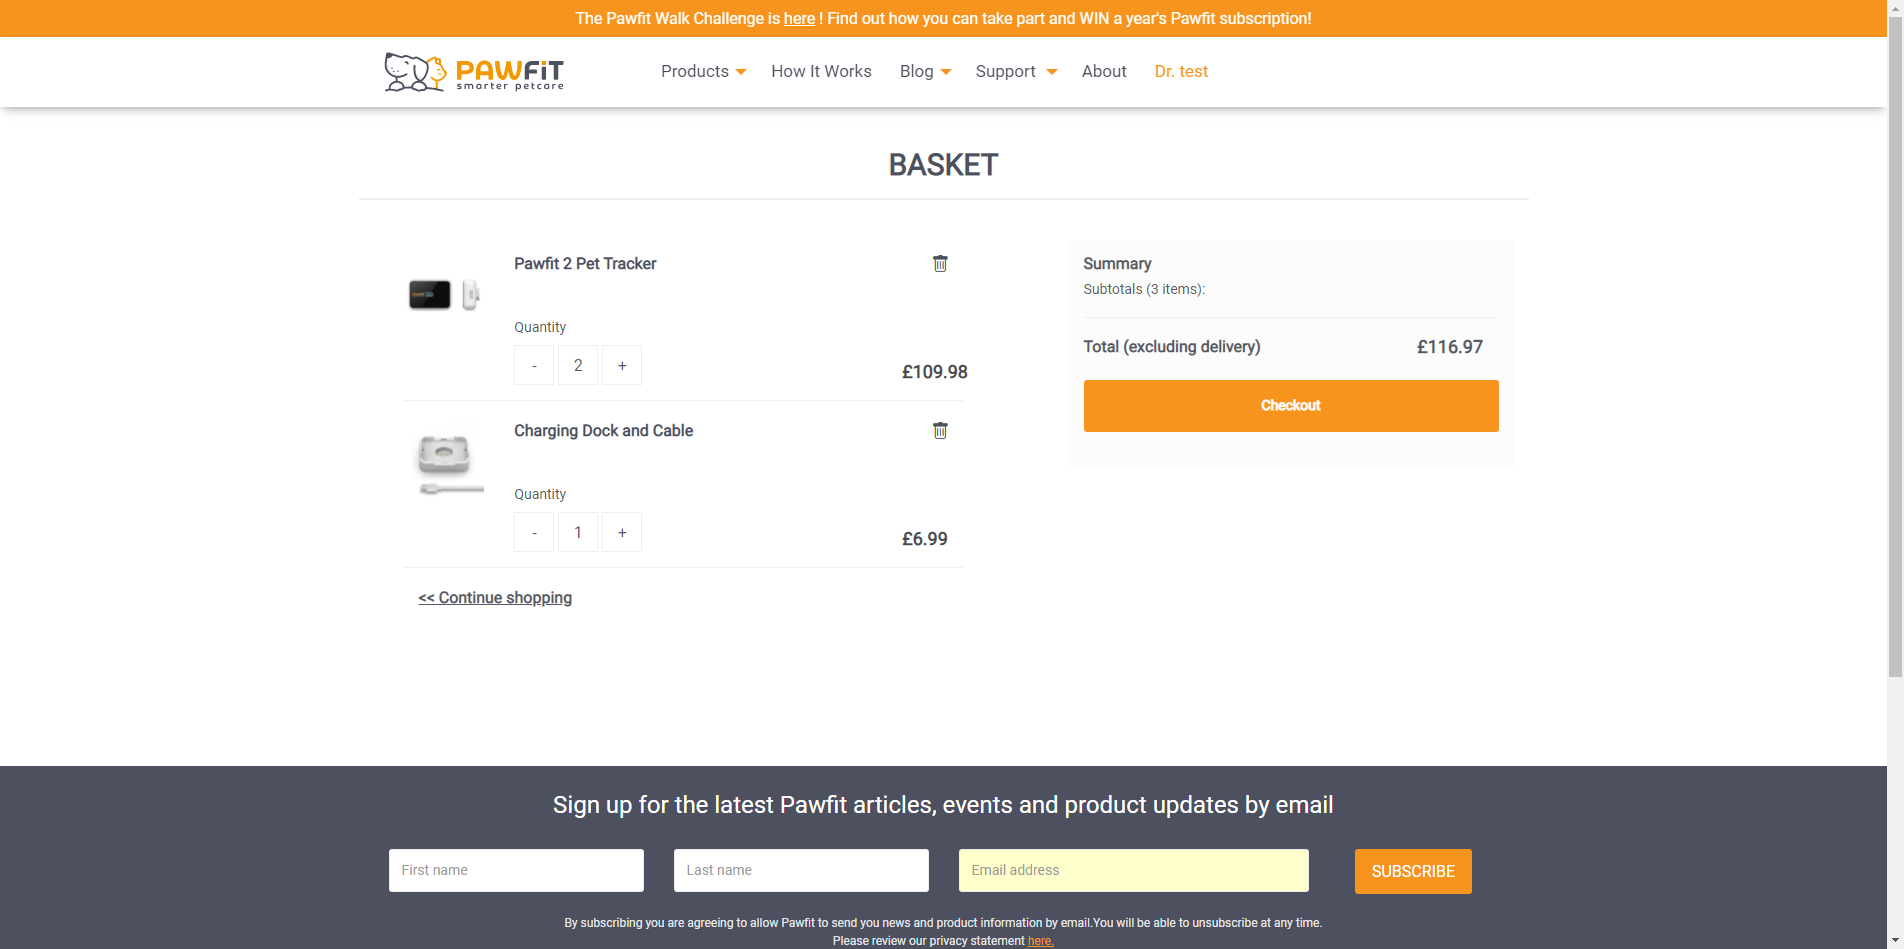 The Pawfit Walk Challenge is here ! Find out how you can take part and WIN a year's Pawfit subscription!
PAWFIT
smarter petcare
Products
How It Works
Blog
Support
About
Dr. test
BASKET
Pawfit 2 Pet Tracker
Quantity
- 2 +
£109.98
Charging Dock and Cable
Quantity
- 1 +
£6.99
<< Continue shopping
Summary
Subtotals (3 items):
Total (excluding delivery) £116.97
Checkout
Sign up for the latest Pawfit articles, events and product updates by email
First name
Last name
Email address
SUBSCRIBE
By subscribing you are agreeing to allow Pawfit to send you news and product information by email.You will be able to unsubscribe at any time.
Please review our privacy statement here.